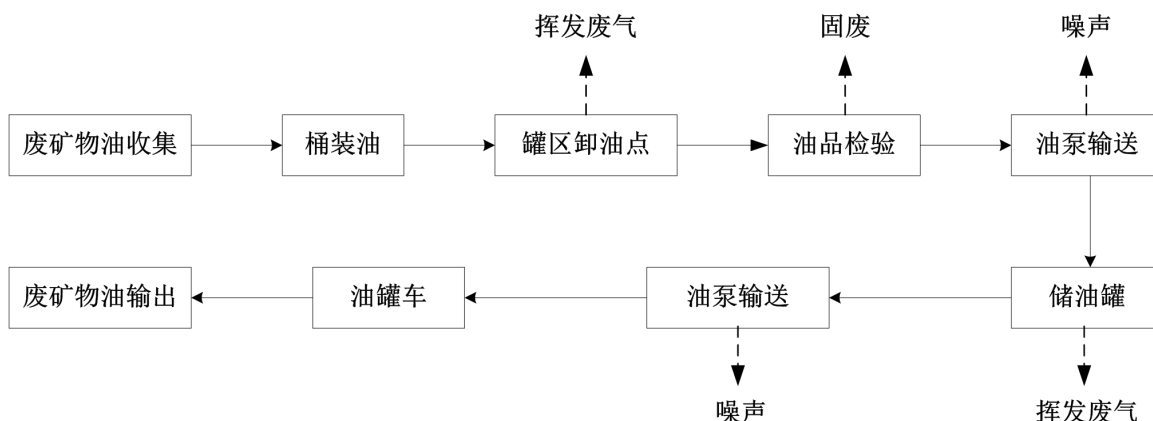 挥发废气
固废
噪声
废矿物油收集
桶装油
罐区卸油点
油品检验
油泵输送
废矿物油输出
油罐车
油泵输送
储油罐
噪声
挥发废气